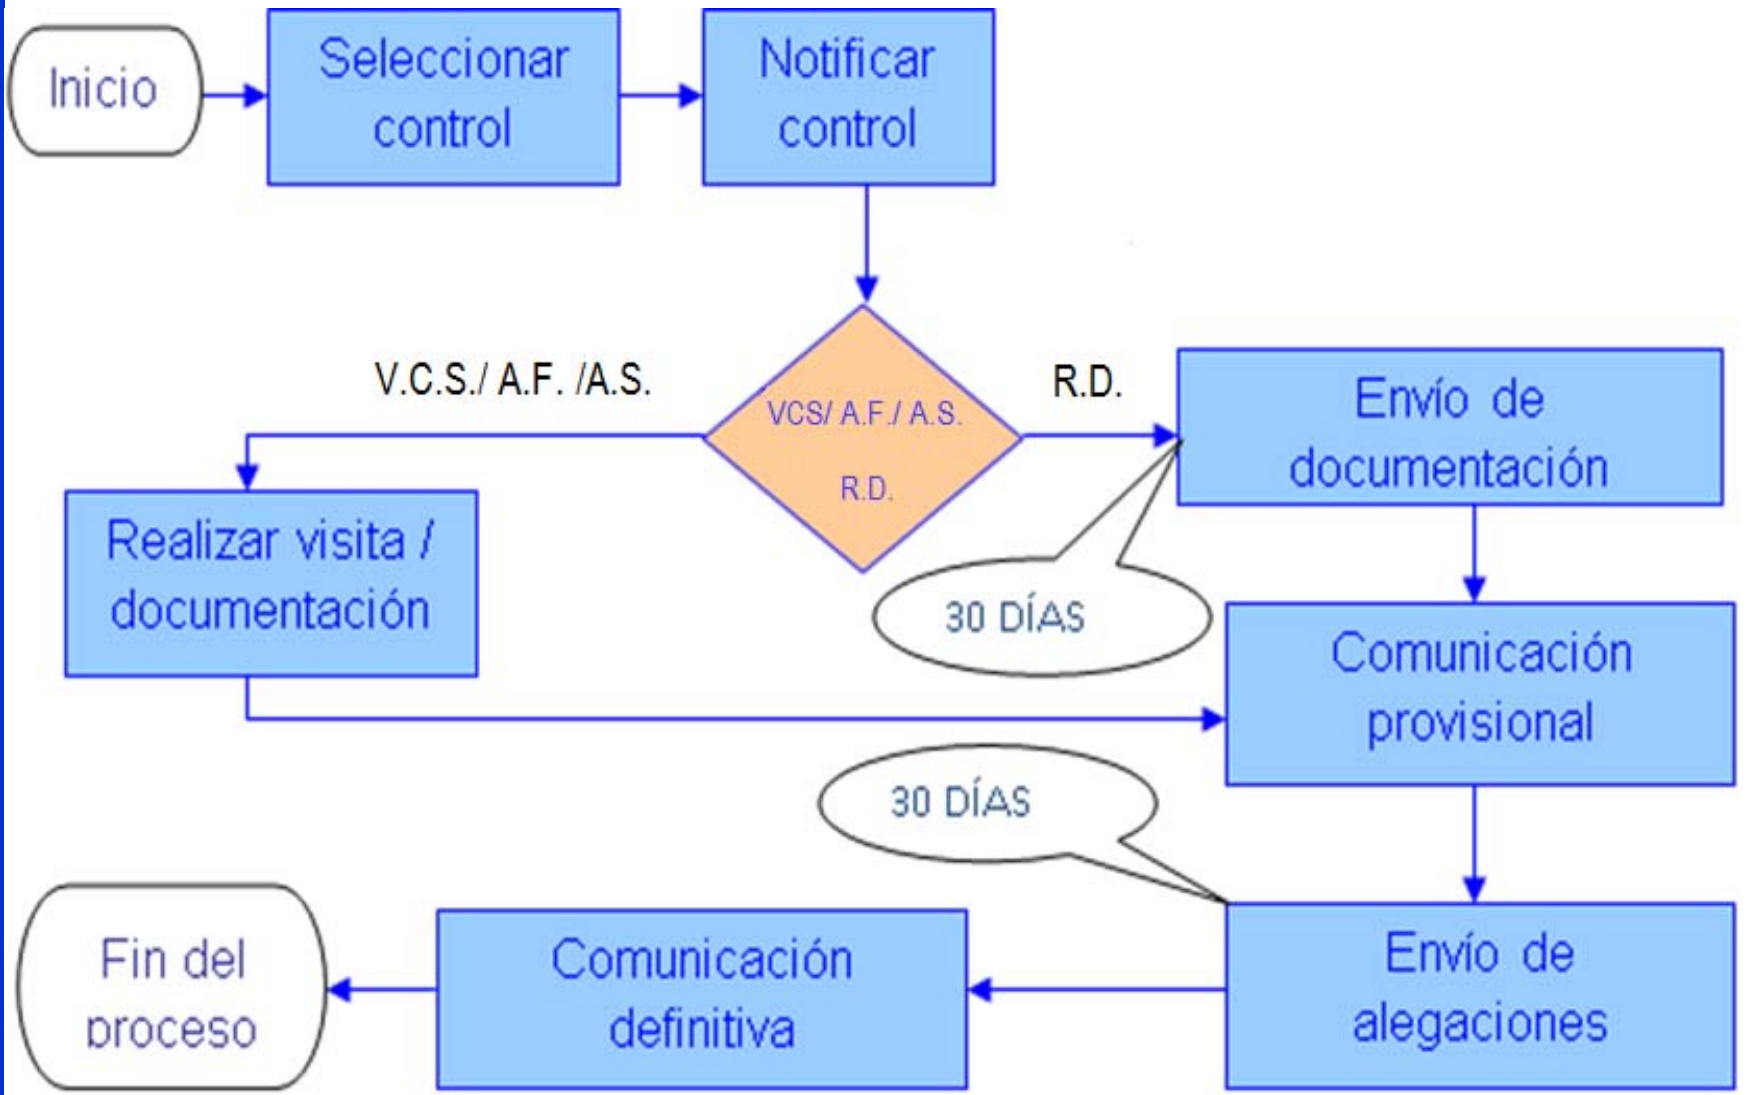 Inicio
Seleccionar
control
Notificar
control
V.C.S./ A.F. /A.S.
VCS/ A.F./ A.S.
R.D.
R.D.
Envío de
documentación
30 DÍAS
Realizar visita /
documentación
Comunicación
provisional
30 DÍAS
Envío de
alegaciones
Comunicación
definitiva
Fin del
proceso